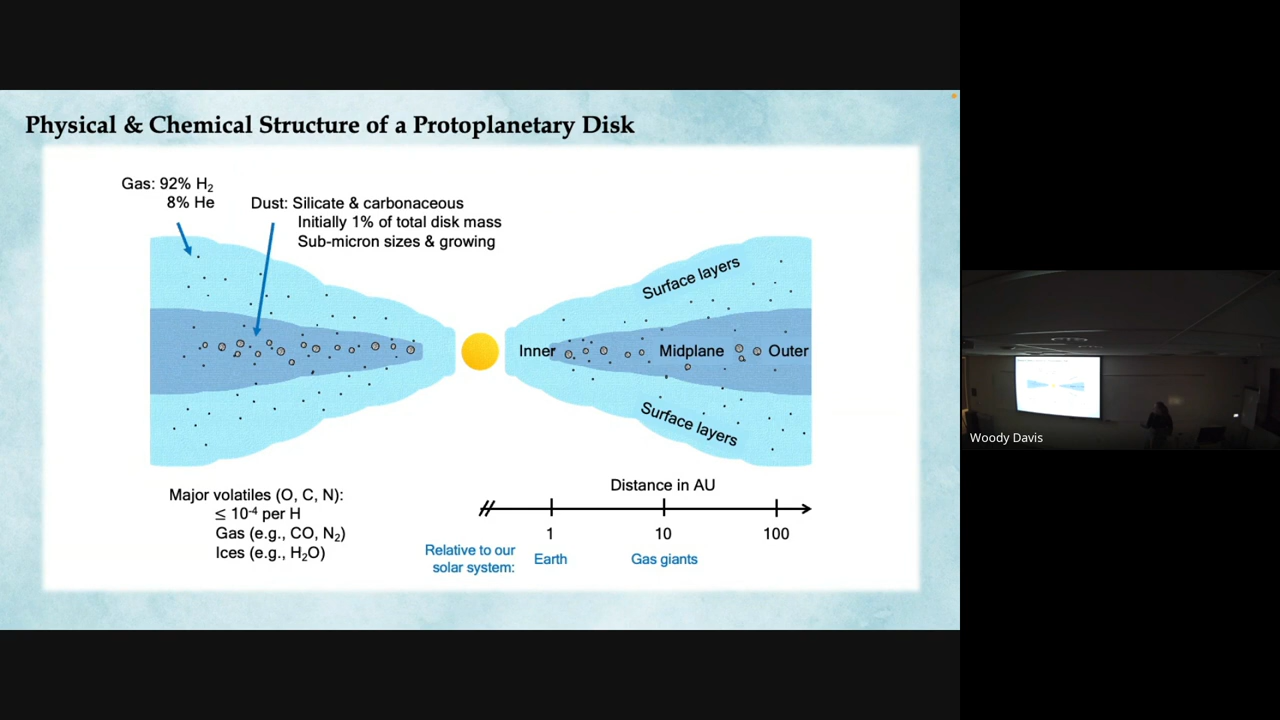 Physical & Chemical Structure of a Protoplanetary Disk
Gas: 92% H₂
8% He
Dust: Silicate & carbonaceous
Initially 1% of total disk mass
Sub-micron sizes & growing
Surface layers
Inner
Midplane
Outer
Surface layers
Major volatiles (O, C, N):
≤ 10⁻⁴ per H
Gas (e.g., CO, N₂)
Ices (e.g., H₂O)
Distance in AU
1
10
100
Relative to our
solar system:
Earth
Gas giants
Woody Davis